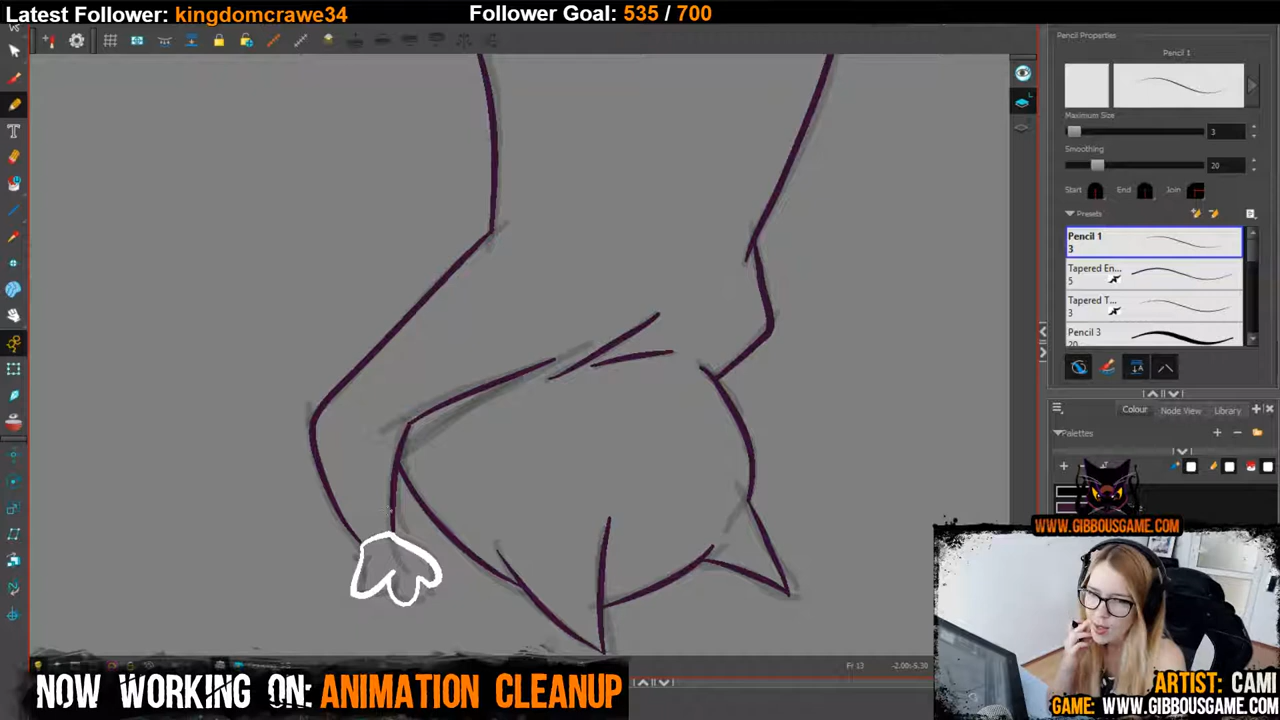 Latest Follower: kingdomcrawe34
Follower Goal: 535 / 700
Pencil Properties
Pencil 1
Maximum Size
3
Smoothing
20
Start
End
Join
Presets
Pencil 1
3
Tapered En...
5
Tapered T...
3
Pencil 3
20
Colour
Node View
Library
Palettes
WWW.GIBBOUSGAME.COM
Fr 13
NOW WORKING ON: ANIMATION CLEANUP
ARTIST: CAMI
GAME: WWW.GIBBOUSGAME.COM